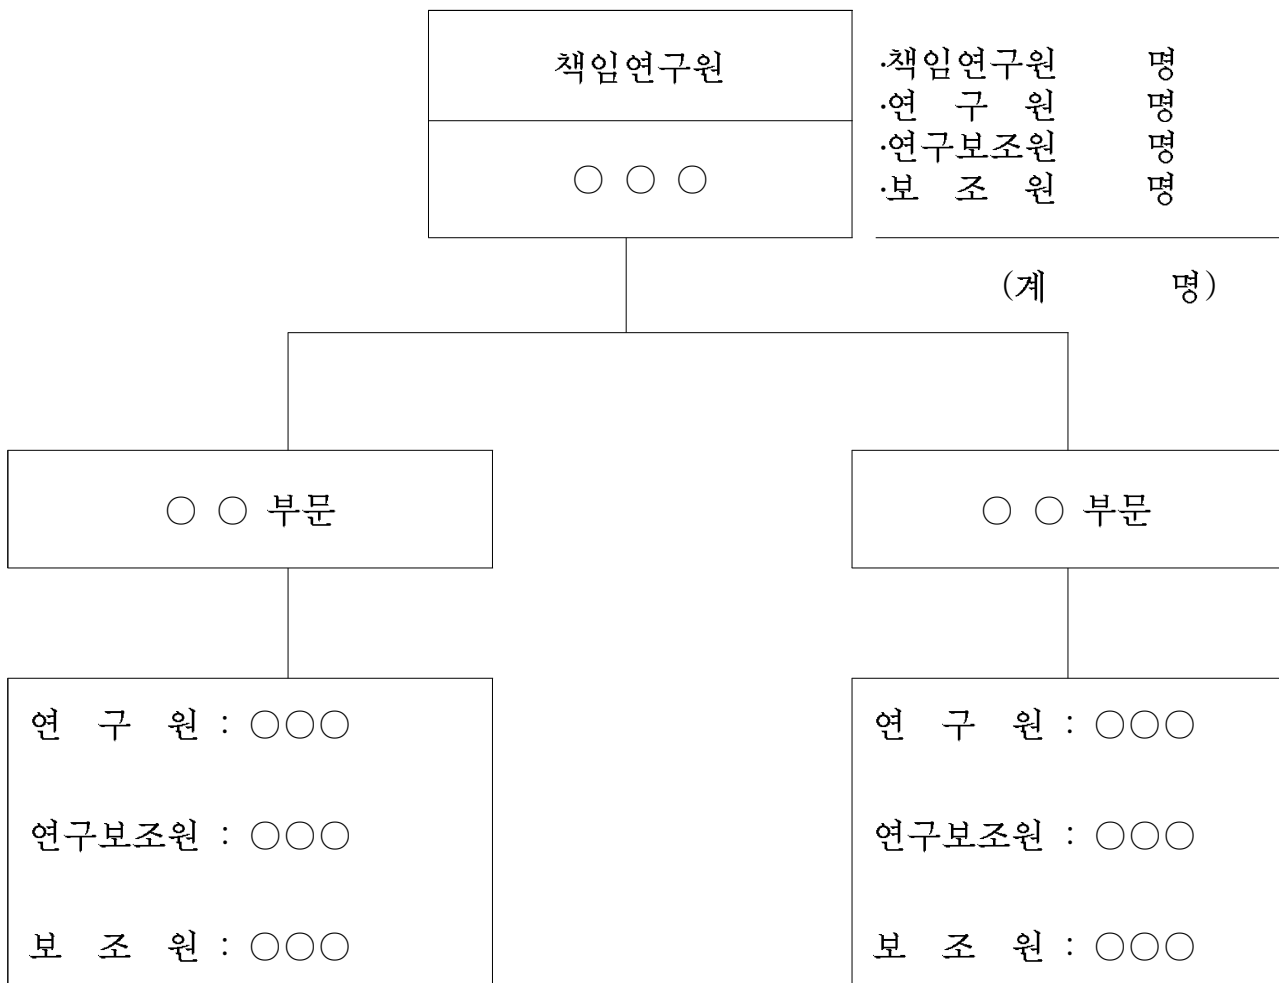 책임연구원
○ ○ ○
·책임연구원 명
·연 구 원 명
·연구보조원 명
·보 조 원 명
(계 명)
○ ○ 부문
○ ○ 부문
연 구 원 : ○○○
연구보조원 : ○○○
보 조 원 : ○○○
연 구 원 : ○○○
연구보조원 : ○○○
보 조 원 : ○○○